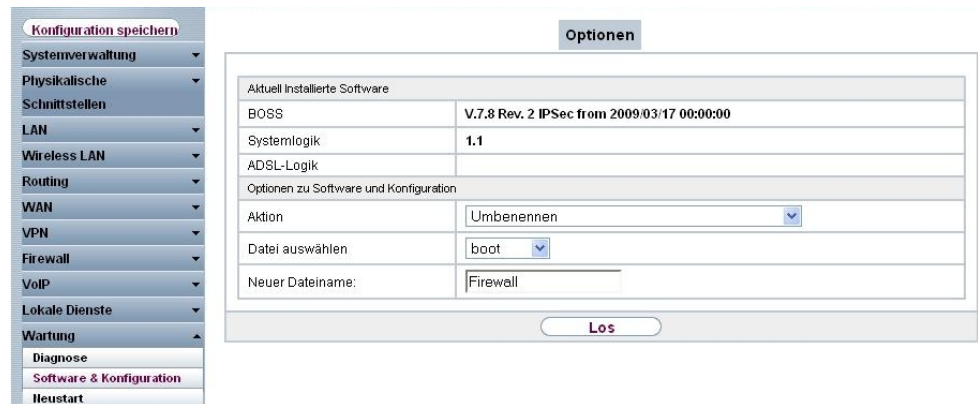 Konfiguration speichern
Systemverwaltung
Physikalische
Schnittstellen
LAN
Wireless LAN
Routing
WAN
VPN
Firewall
VoIP
Lokale Dienste
Wartung
Diagnose
Software & Konfiguration
Neustart
Optionen
Aktuell Installierte Software
BOSS V.7.8 Rev. 2 IPSec from 2009/03/17 00:00:00
Systemlogik 1.1
ADSL-Logik
Optionen zu Software und Konfiguration
Aktion Umbenennen
Datei auswählen boot
Neuer Dateiname: Firewall
Los